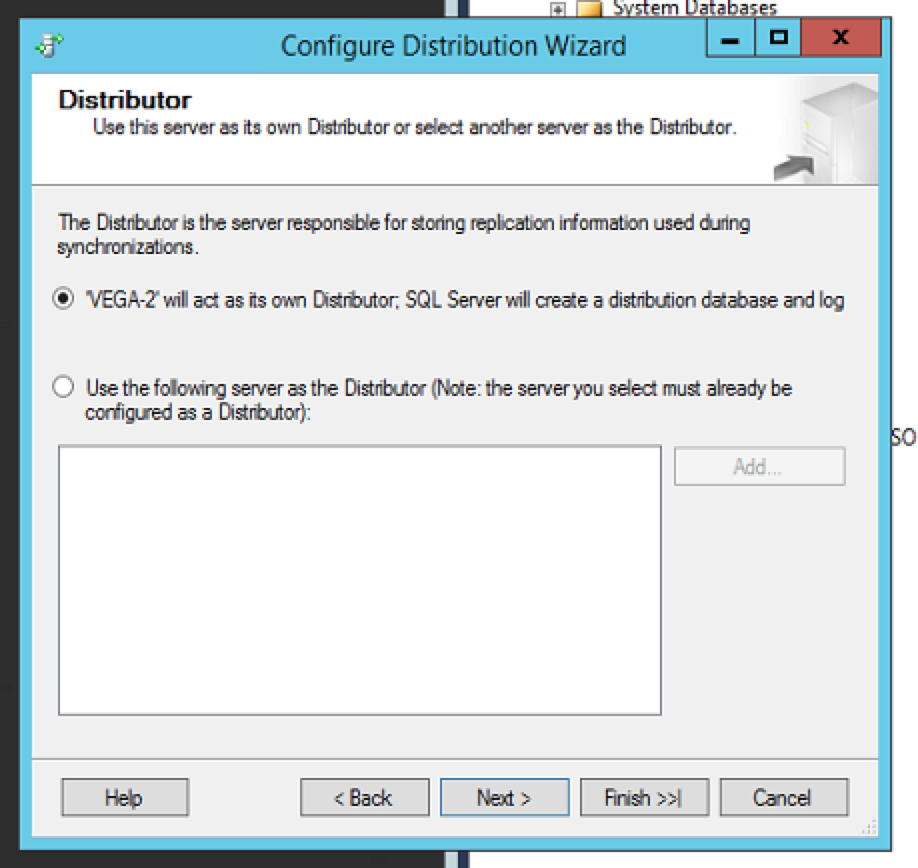 System Databases
Configure Distribution Wizard
Distributor
Use this server as its own Distributor or select another server as the Distributor.
The Distributor is the server responsible for storing replication information used during
synchronizations.
'VEGA-2' will act as its own Distributor; SQL Server will create a distribution database and log
Use the following server as the Distributor (Note: the server you select must already be
configured as a Distributor):
SO
Add...
Help
< Back
Next >
Finish >>|
Cancel